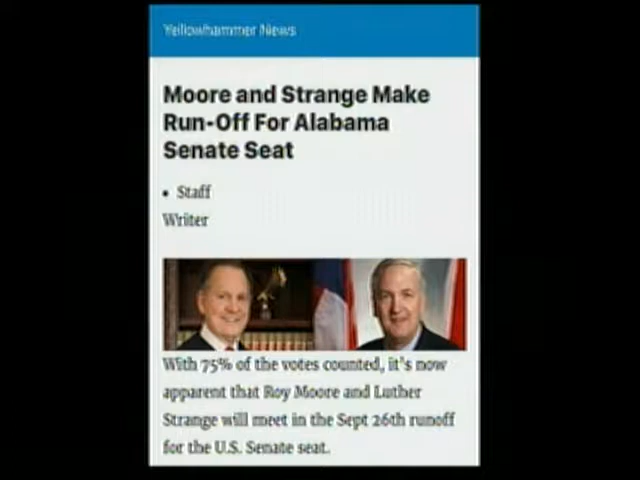 Yellowhammer News
Moore and Strange Make
Run-Off For Alabama
Senate Seat
• Staff
Writer
With 75% of the votes counted, it's now
apparent that Roy Moore and Luther
Strange will meet in the Sept 26th runoff
for the U.S. Senate seat.